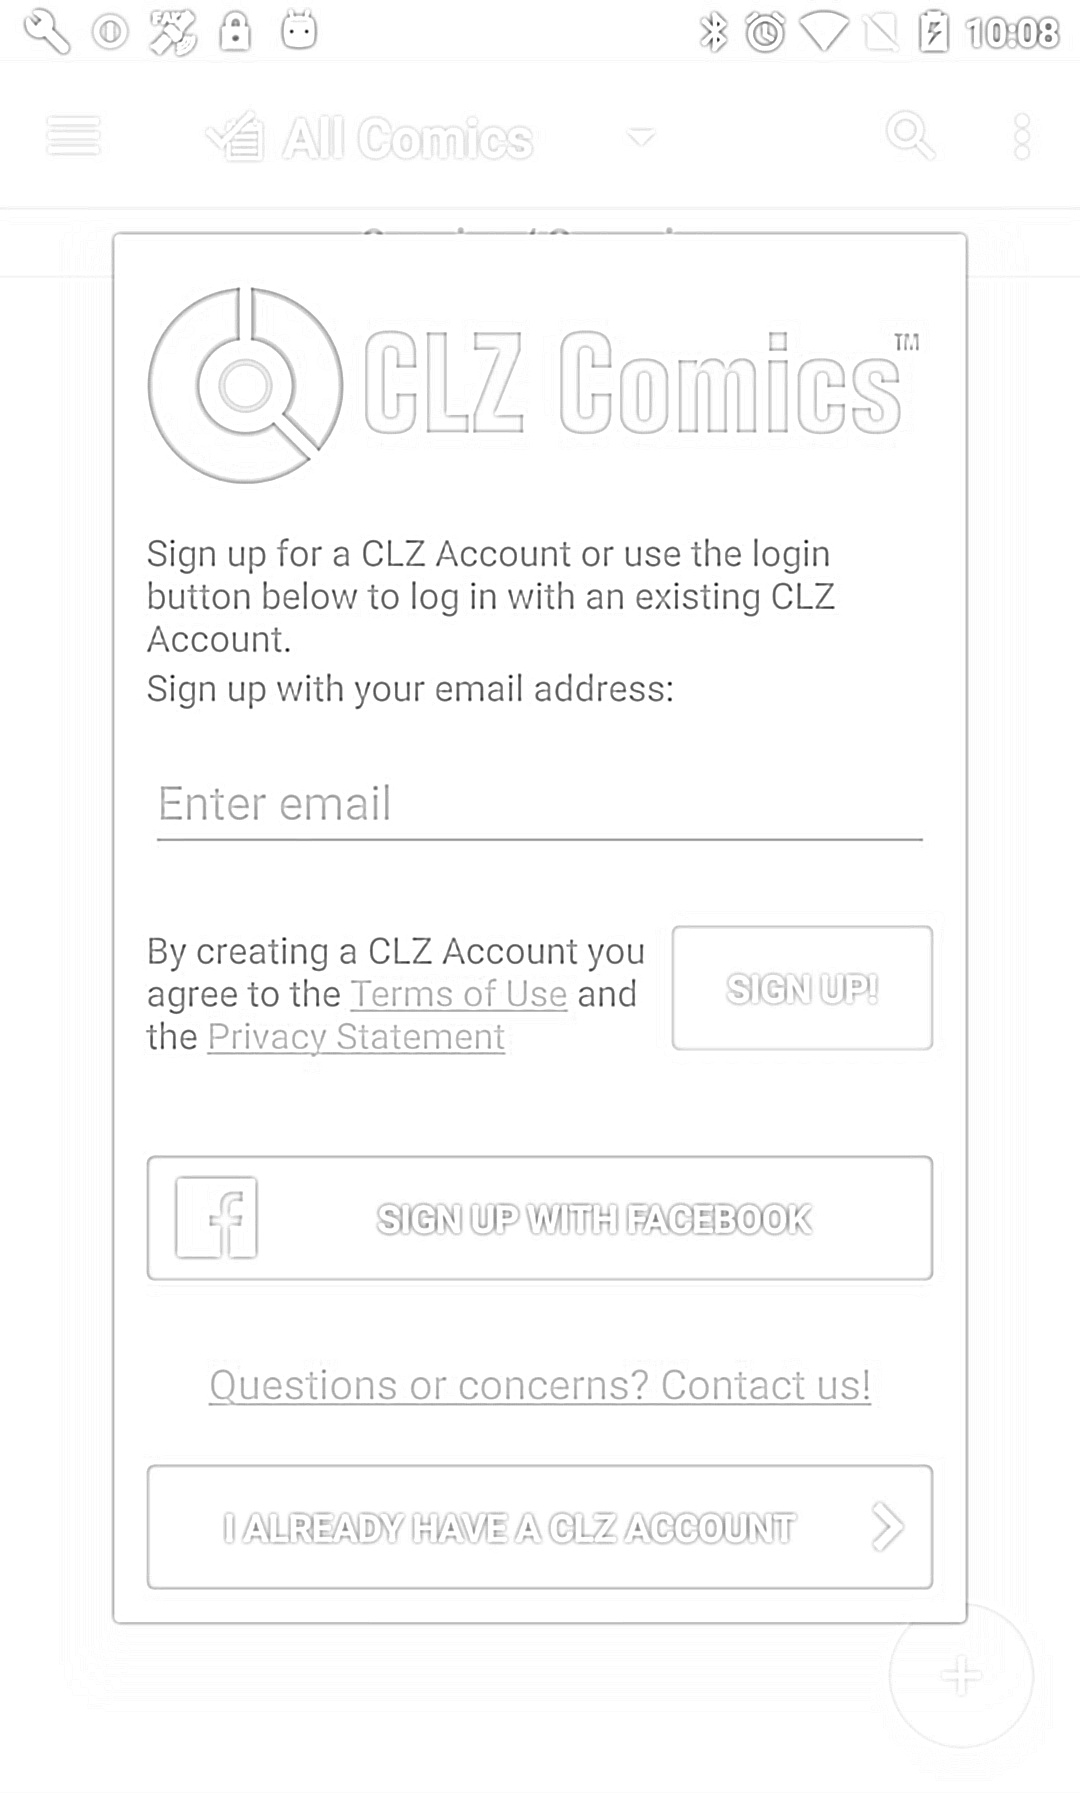 10:08
All Comics
CLZ Comics™
Sign up for a CLZ Account or use the login
button below to log in with an existing CLZ
Account.
Sign up with your email address:
Enter email
By creating a CLZ Account you
agree to the Terms of Use and
the Privacy Statement
SIGN UP!
f
SIGN UP WITH FACEBOOK
Questions or concerns? Contact us!
I ALREADY HAVE A CLZ ACCOUNT